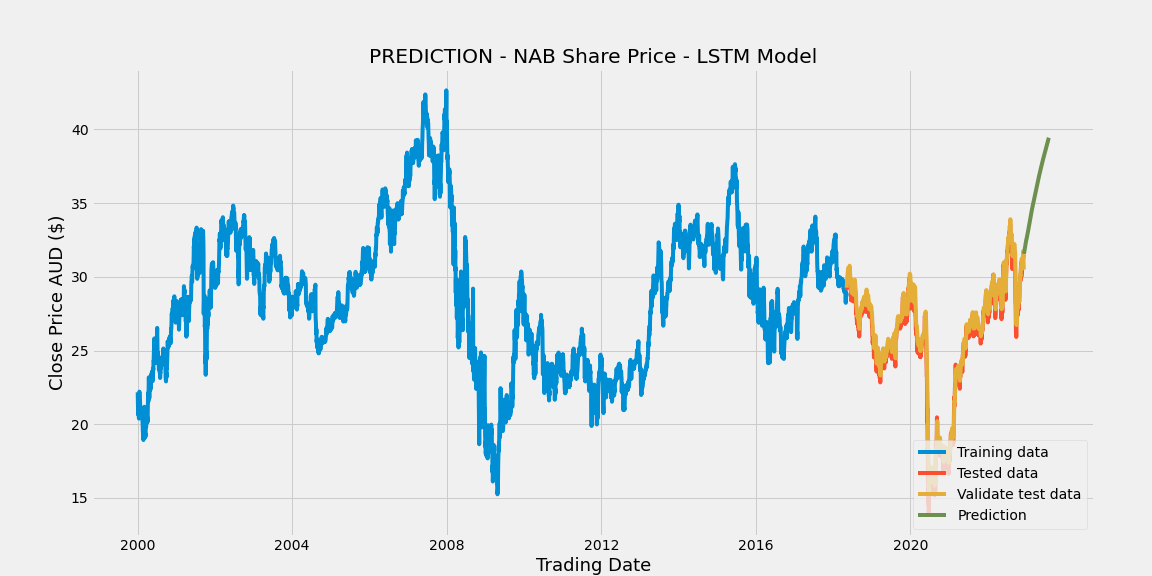 PREDICTION - NAB Share Price - LSTM Model
Close Price AUD ($)
40
35
30
25
20
15
2000
2004
2008
2012
2016
2020
Trading Date
Training data
Tested data
Validate test data
Prediction